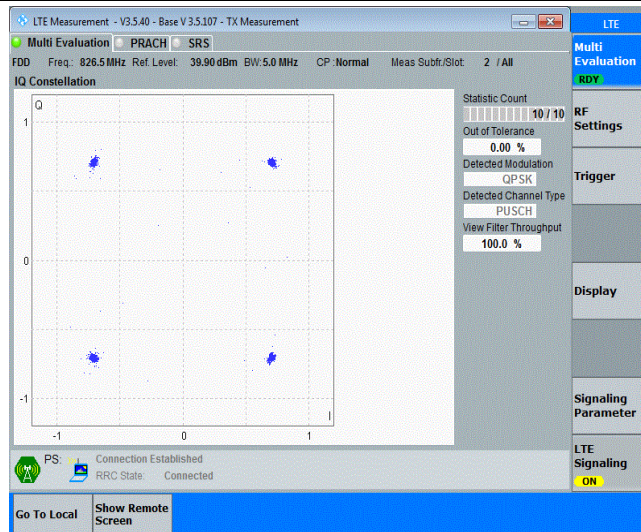 LTE Measurement - V3.5.40 - Base V 3.5.107 - TX Measurement
LTE
Multi Evaluation PRACH SRS
FDD Freq.: 826.5 MHz Ref. Level: 39.90 dBm BW: 5.0 MHz CP : Normal Meas Subfr./Slot: 2 / All
IQ Constellation
Q
1
0
-1
I
-1 0 1
Statistic Count
10 / 10
Out of Tolerance
0.00 %
Detected Modulation
QPSK
Detected Channel Type
PUSCH
View Filter Throughput
100.0 %
PS: Connection Established
RRC State: Connected
Multi
Evaluation
RDY
RF
Settings
Trigger
Display
Signaling
Parameter
LTE
Signaling
ON
Go To Local
Show Remote
Screen